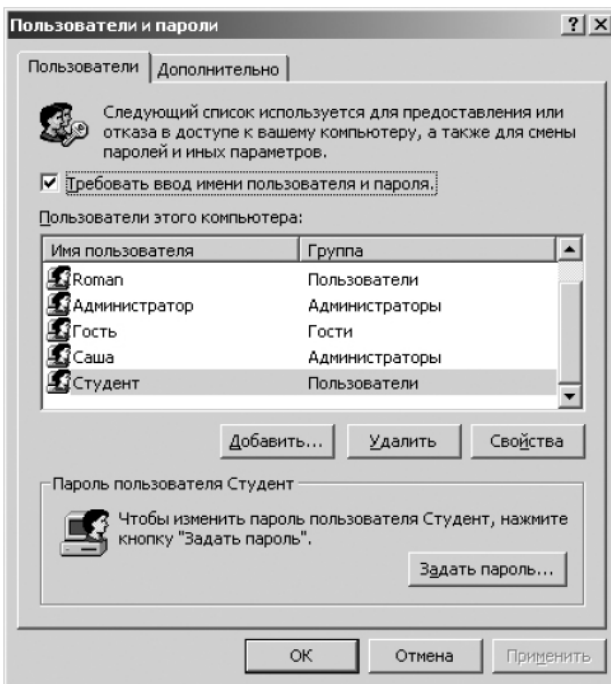 Пользователи и пароли
Пользователи Дополнительно
Следующий список используется для предоставления или
отказа в доступе к вашему компьютеру, а также для смены
паролей и иных параметров.
Требовать ввод имени пользователя и пароля.
Пользователи этого компьютера:
Имя пользователя Группа
Roman Пользователи
Администратор Администраторы
Гость Гости
Саша Администраторы
Студент Пользователи
Добавить... Удалить Свойства
Пароль пользователя Студент
Чтобы изменить пароль пользователя Студент, нажмите
кнопку "Задать пароль".
Задать пароль...
ОК Отмена Применить